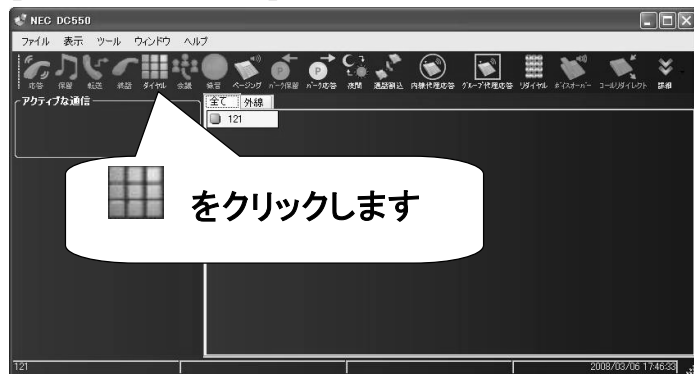 NEC DC550
ファイル 表示 ツール ウィンドウ ヘルプ
応答 保留 転送 終話 ダイヤル 会議 録音 ページング パーク保留 パーク応答 夜間 通話割込 内線代理応答 グループ代理応答 リダイヤル ボイスオーバー コールリダイレクト 詳細
アクティブな通信
全て 外線
121
をクリックします
121
2008/03/06 17:46:33